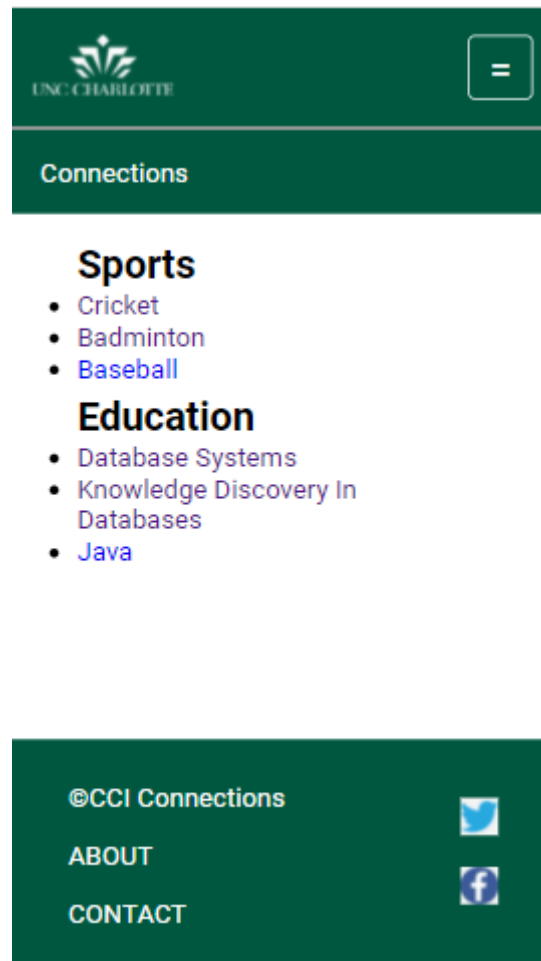 UNC CHARLOTTE
=
Connections
Sports
Cricket
Badminton
Baseball
Education
Database Systems
Knowledge Discovery In
Databases
Java
©CCI Connections
ABOUT
CONTACT